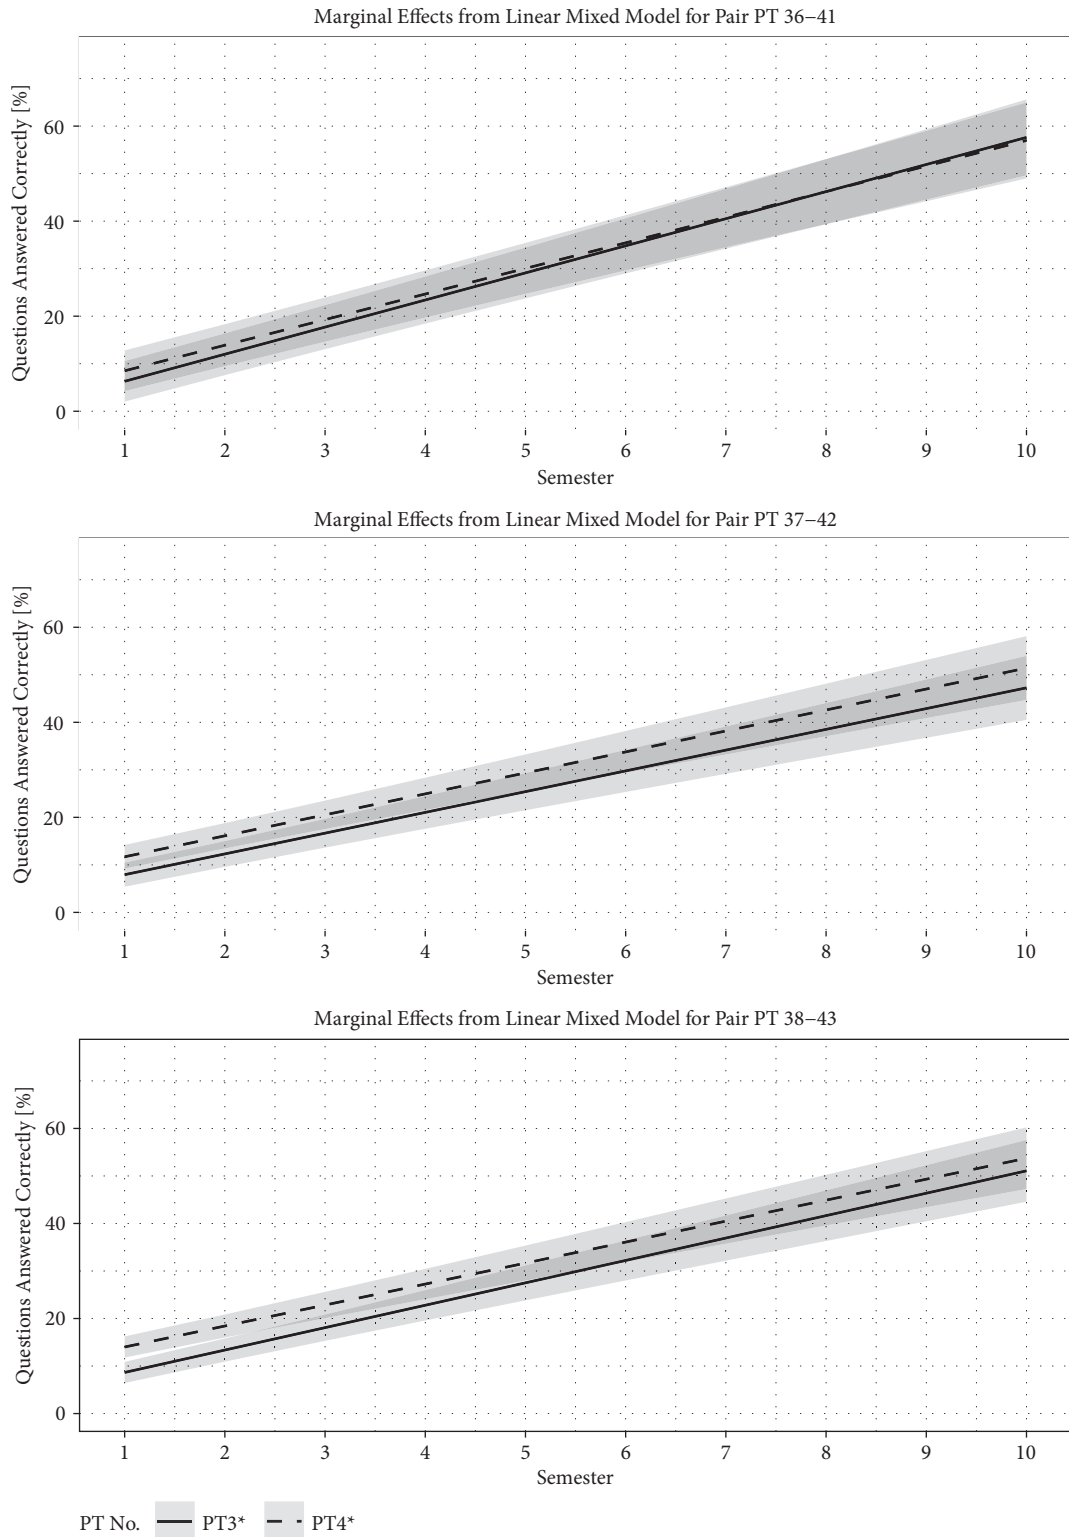 Marginal Effects from Linear Mixed Model for Pair PT 36–41
Questions Answered Correctly [%]
60
40
20
0
1 2 3 4 5 6 7 8 9 10
Semester
Marginal Effects from Linear Mixed Model for Pair PT 37–42
Questions Answered Correctly [%]
60
40
20
0
1 2 3 4 5 6 7 8 9 10
Semester
Marginal Effects from Linear Mixed Model for Pair PT 38–43
Questions Answered Correctly [%]
60
40
20
0
1 2 3 4 5 6 7 8 9 10
Semester
PT No. PT3* PT4*